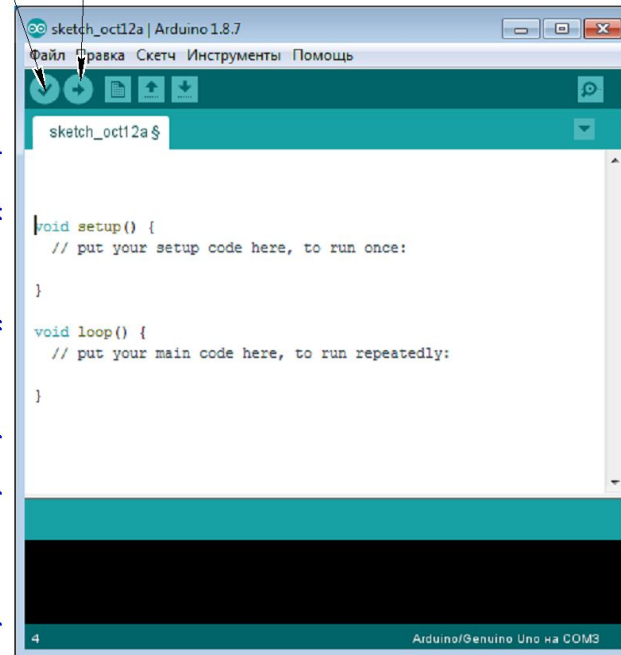 sketch_oct12a | Arduino 1.8.7
Файл Правка Скетч Инструменты Помощь
sketch_oct12a §
void setup() {
  // put your setup code here, to run once:
}
void loop() {
  // put your main code here, to run repeatedly:
}
4
Arduino/Genuino Uno на COM3